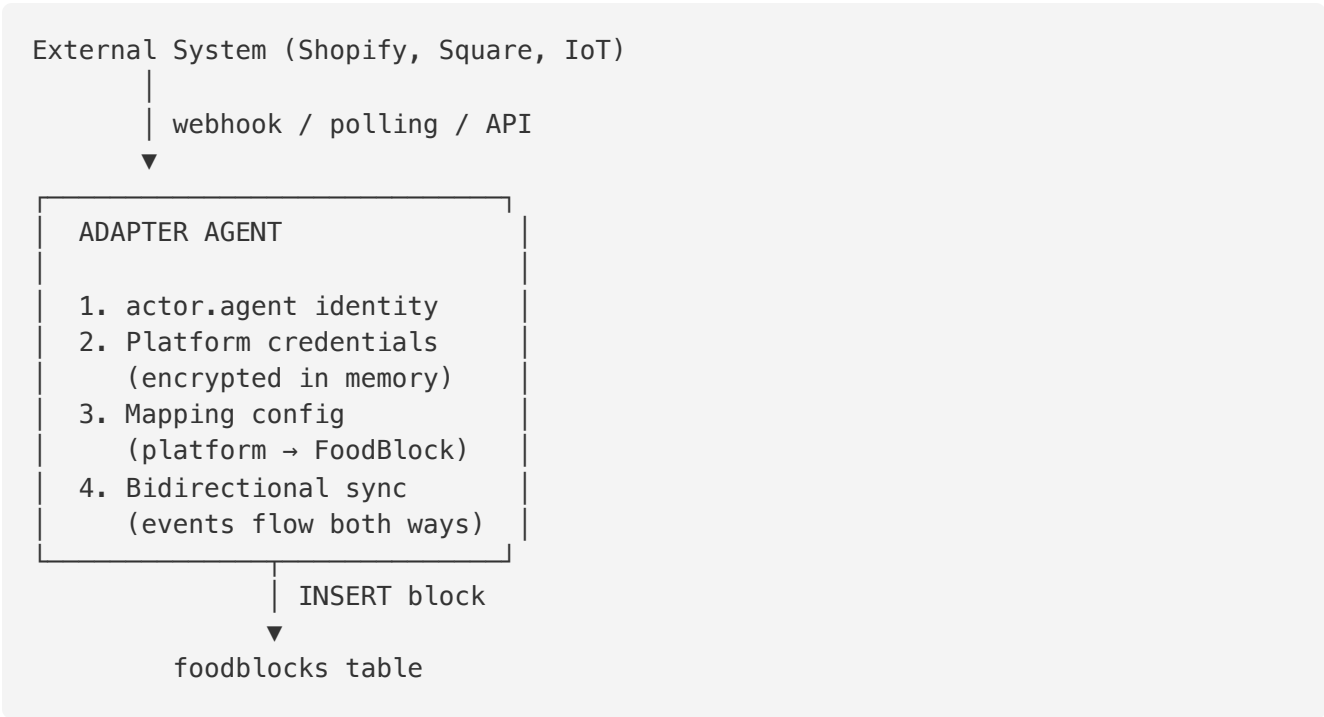 External System (Shopify, Square, IoT)
webhook / polling / API
▼
ADAPTER AGENT
1. actor.agent identity
2. Platform credentials
(encrypted in memory)
3. Mapping config
(platform → FoodBlock)
4. Bidirectional sync
(events flow both ways)
INSERT block
▼
foodblocks table